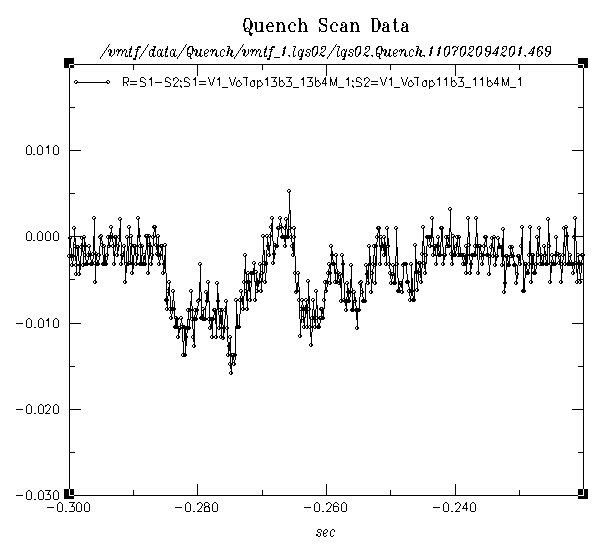 Quench Scan Data
/vmtf/data/Quench/vmtf_1.lqs02/lqs02.Quench.110702094201.469
R=S1-S2;S1=V1_VoTap13b3_13b4M_1;S2=V1_VoTap11b3_11b4M_1
0.010
0.000
-0.010
-0.020
-0.030
-0.300 -0.280 -0.260 -0.240
sec